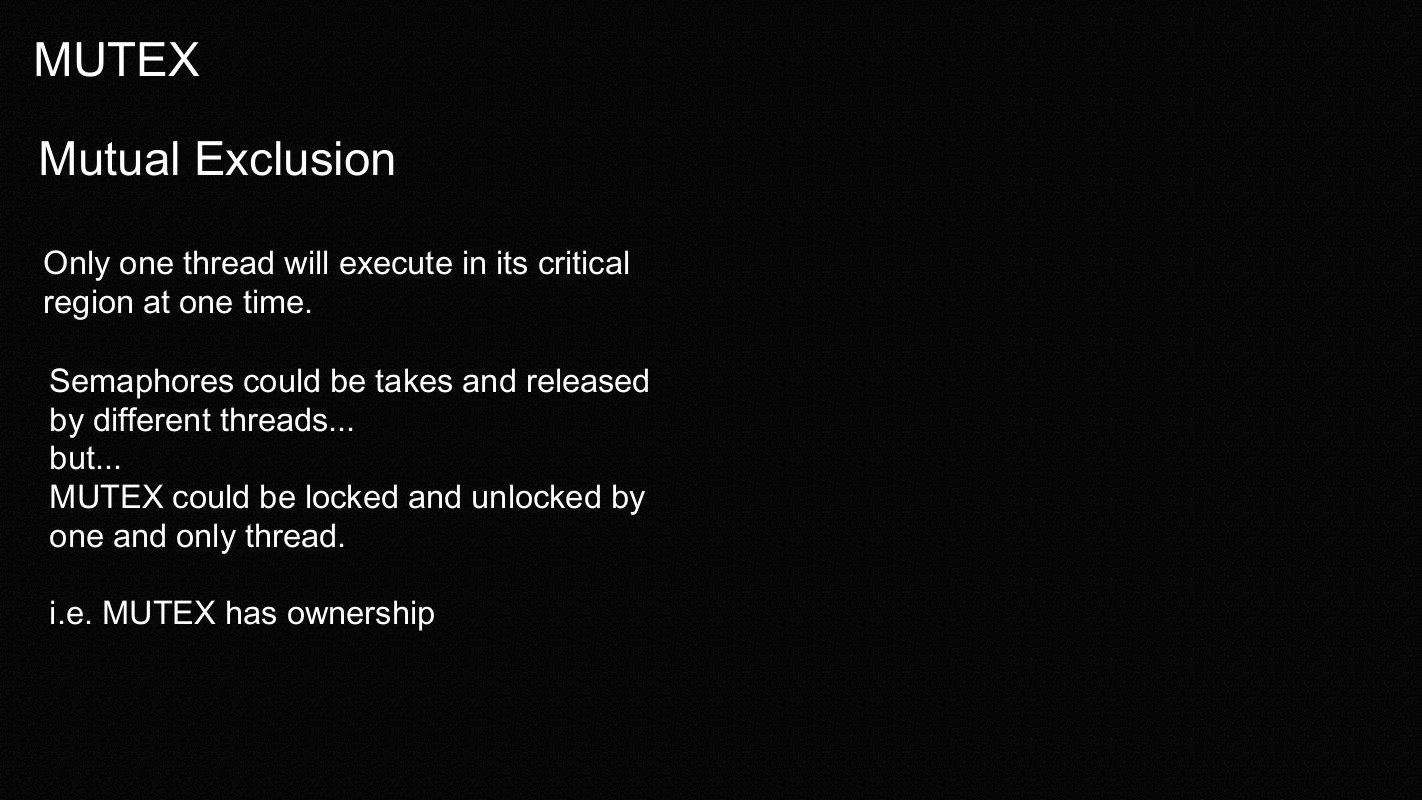 MUTEX
Mutual Exclusion
Only one thread will execute in its critical
region at one time.
Semaphores could be takes and released
by different threads...
but...
MUTEX could be locked and unlocked by
one and only thread.
i.e. MUTEX has ownership